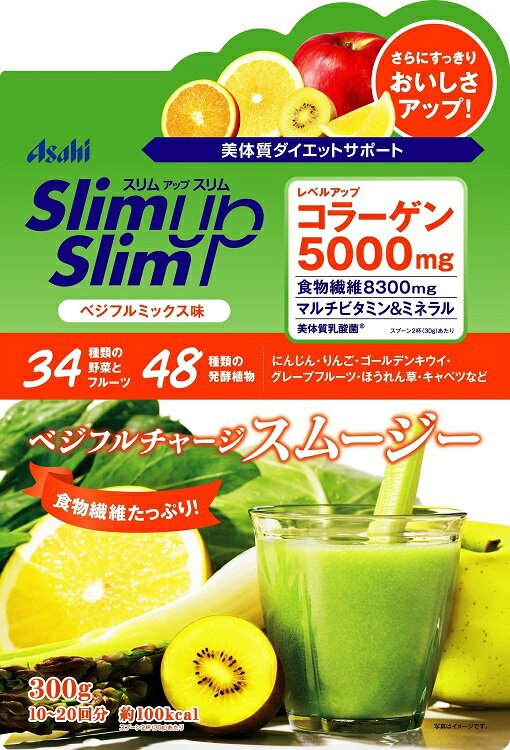 さらにすっきり
おいしさ
アップ!
Asahi
美体質ダイエットサポート
スリム アップ スリム
Slim up
Slim
ベジフルミックス味
レベルアップ
コラーゲン
5000mg
食物繊維8300mg
マルチビタミン&ミネラル
美体質乳酸菌®
スプーン2杯(30g)あたり
34 種類の
野菜と
フルーツ
48 種類の
発酵植物
にんじん・りんご・ゴールデンキウイ・
グレープフルーツ・ほうれん草・キャベツなど
ベジフルチャージスムージー
食物繊維たっぷり!
300g
10~20回分 約100kcal
スプーン2杯(30g)あたり
写真はイメージです。